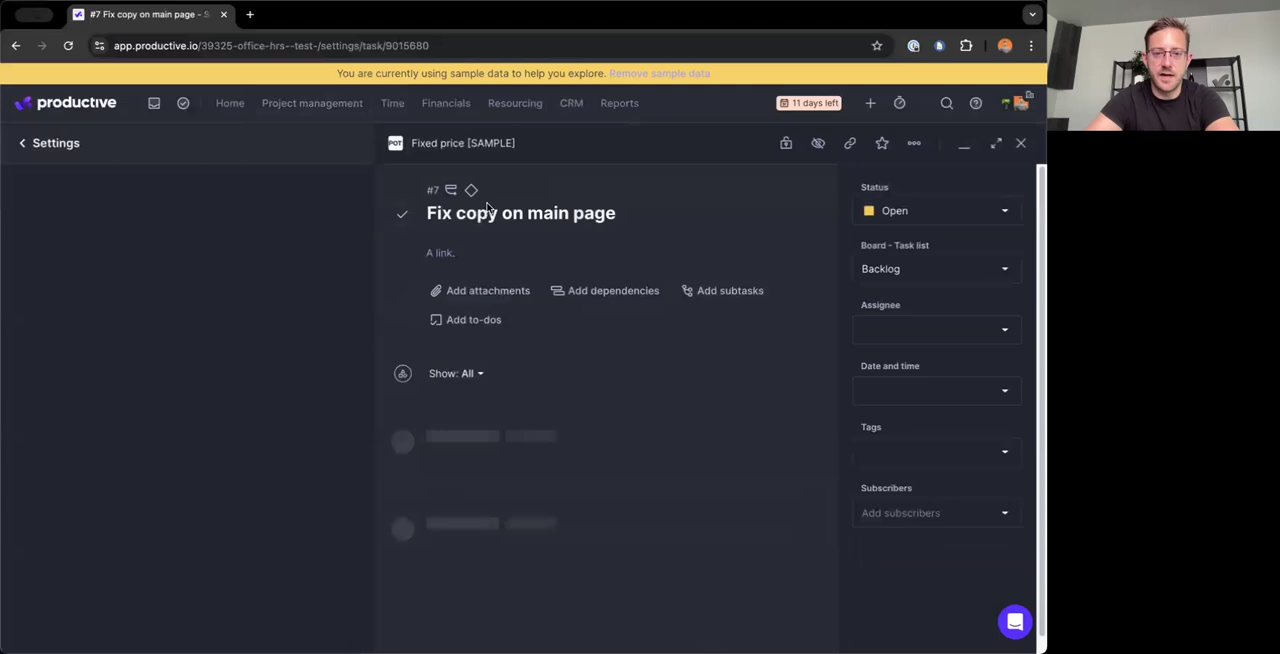 #7 Fix copy on main page - S
app.productive.io/39325-office-hrs--test-/settings/task/9015680
You are currently using sample data to help you explore. Remove sample data
productive
Home Project management Time Financials Resourcing CRM Reports
11 days left
Settings
POT Fixed price [SAMPLE]
#7
Fix copy on main page
A link.
Add attachments Add dependencies Add subtasks
Add to-dos
Show: All
Status
Open
Board - Task list
Backlog
Assignee
Date and time
Tags
Subscribers
Add subscribers